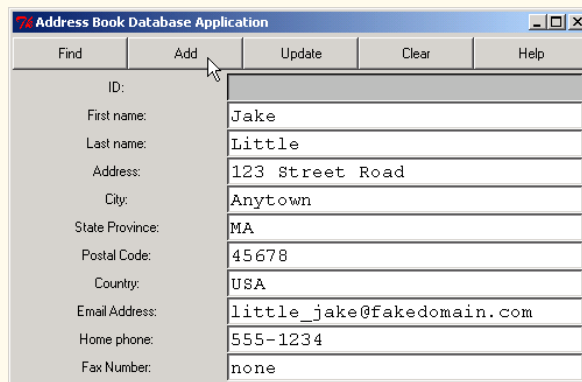 Address Book Database Application
Find Add Update Clear Help
ID:
First name: Jake
Last name: Little
Address: 123 Street Road
City: Anytown
State Province: MA
Postal Code: 45678
Country: USA
Email Address: little_jake@fakedomain.com
Home phone: 555-1234
Fax Number: none